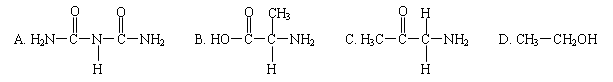 O O O CH₃ O H
A. H₂N—C—N—C—NH₂ B. HO—C—C—NH₂ C. H₃C—C—C—NH₂ D. CH₃—CH₂OH
H H H